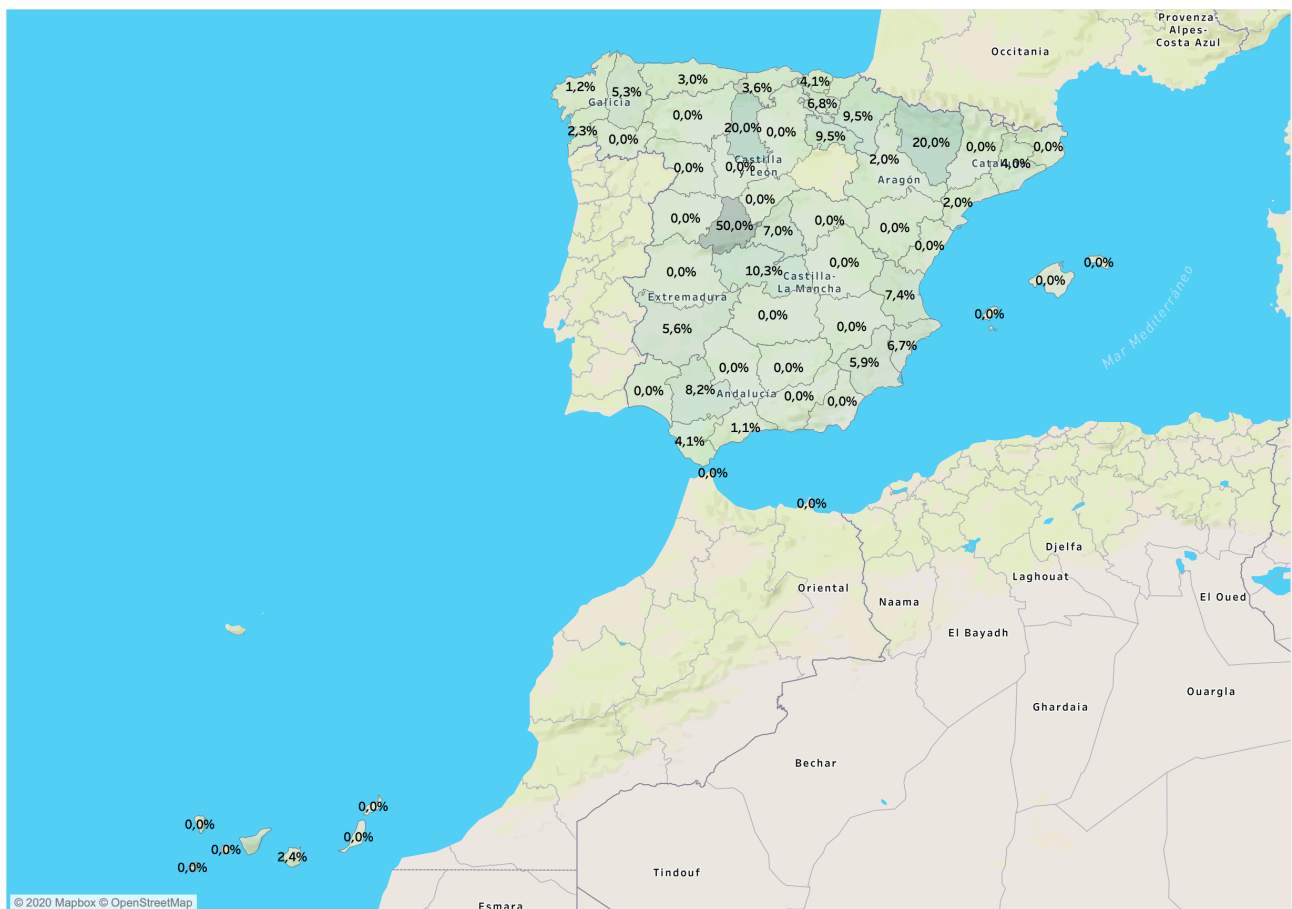 Provenza-
Alpes-
Costa Azul
Occitania
3,0%
4,1%
1,2%
5,3%
3,6%
Galicia
6,8%
0,0%
9,5%
2,3%
0,0%
20,0%
0,0%
9,5%
20,0%
0,0%
0,0%
0,0%
0,0%
Castilla
y León
2,0%
4,0%
Aragón
0,0%
2,0%
0,0%
50,0%
7,0%
0,0%
0,0%
0,0%
0,0%
10,3%
0,0%
0,0%
0,0%
Castilla-
La Mancha
Extremadura
7,4%
0,0%
0,0%
5,6%
0,0%
6,7%
Mar Mediterráneo
5,9%
0,0%
0,0%
0,0%
8,2%
Andalucía
0,0%
0,0%
1,1%
4,1%
0,0%
0,0%
Djelfa
Laghouat
Oriental
Naama
El Oued
El Bayadh
Ouargla
Ghardaia
Bechar
0,0%
0,0%
0,0%
0,0%
2,4%
0,0%
Tindouf
© 2020 Mapbox © OpenStreetMap
Esmara